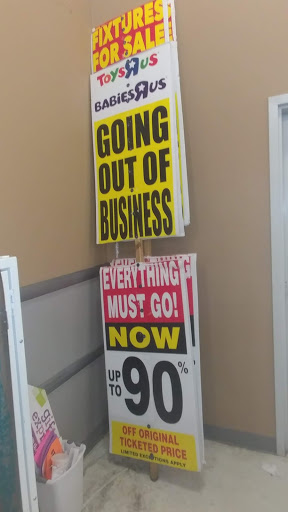 FIXTURES
FOR SALE
TOYS"R"US
BABIES"R"US
GOING
OUT OF
BUSINESS
EVERYTHING
MUST GO!
NOW
UP
TO 90%
OFF ORIGINAL
TICKETED PRICE
LIMITED EXCEPTIONS APPLY